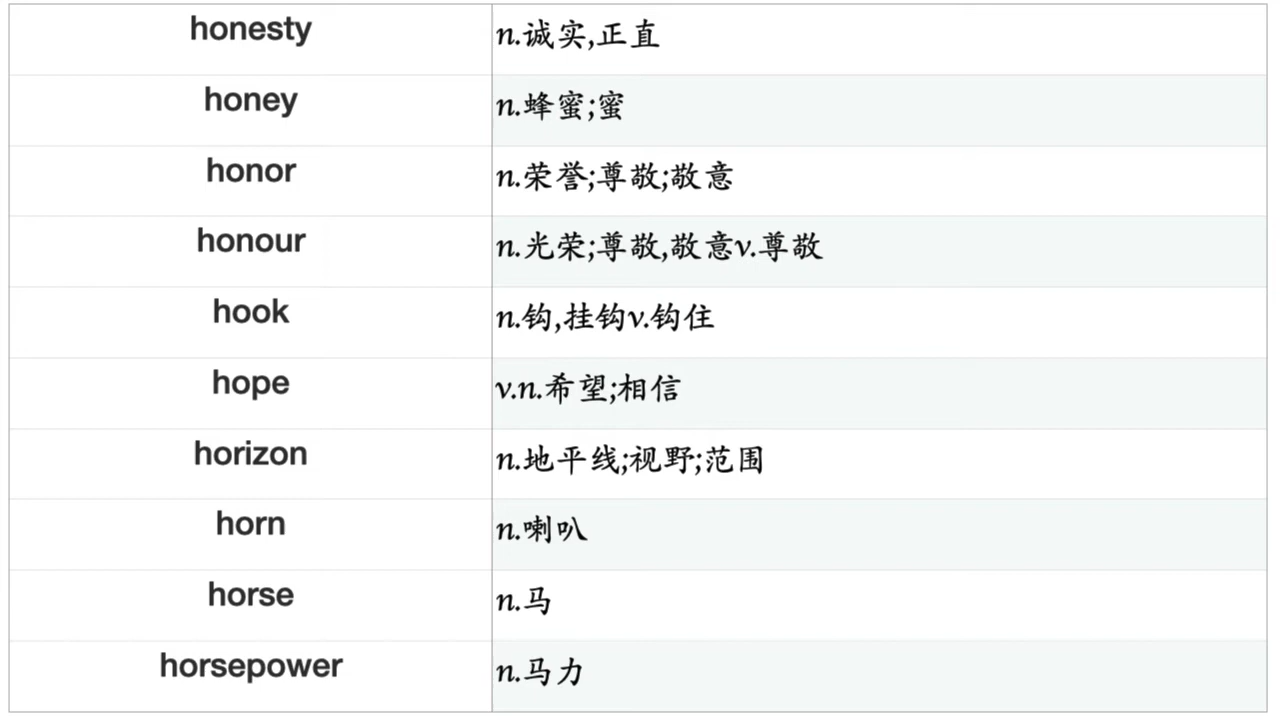 honesty n.诚实,正直
honey n.蜂蜜;蜜
honor n.荣誉;尊敬;敬意
honour n.光荣;尊敬,敬意v.尊敬
hook n.钩,挂钩v.钩住
hope v.n.希望;相信
horizon n.地平线;视野;范围
horn n.喇叭
horse n.马
horsepower n.马力